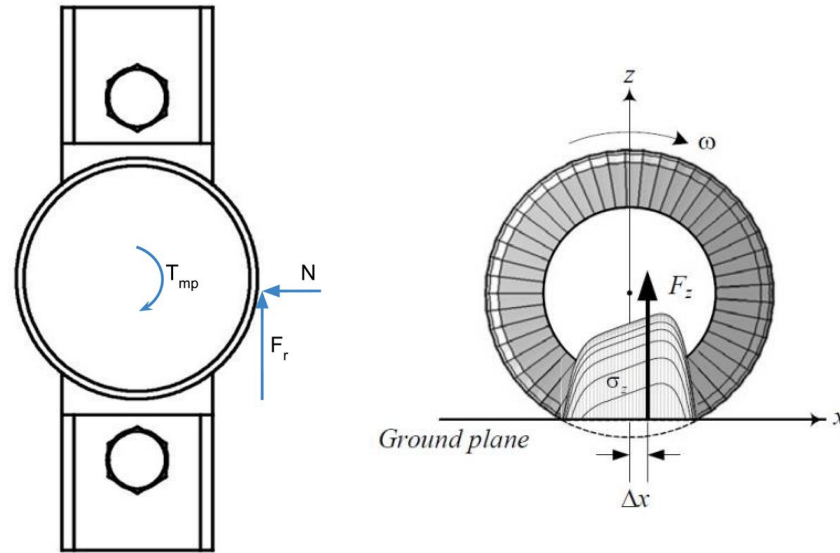 T_mp
N
F_r
z
ω
F_z
σ_z
Ground plane
x
Δx